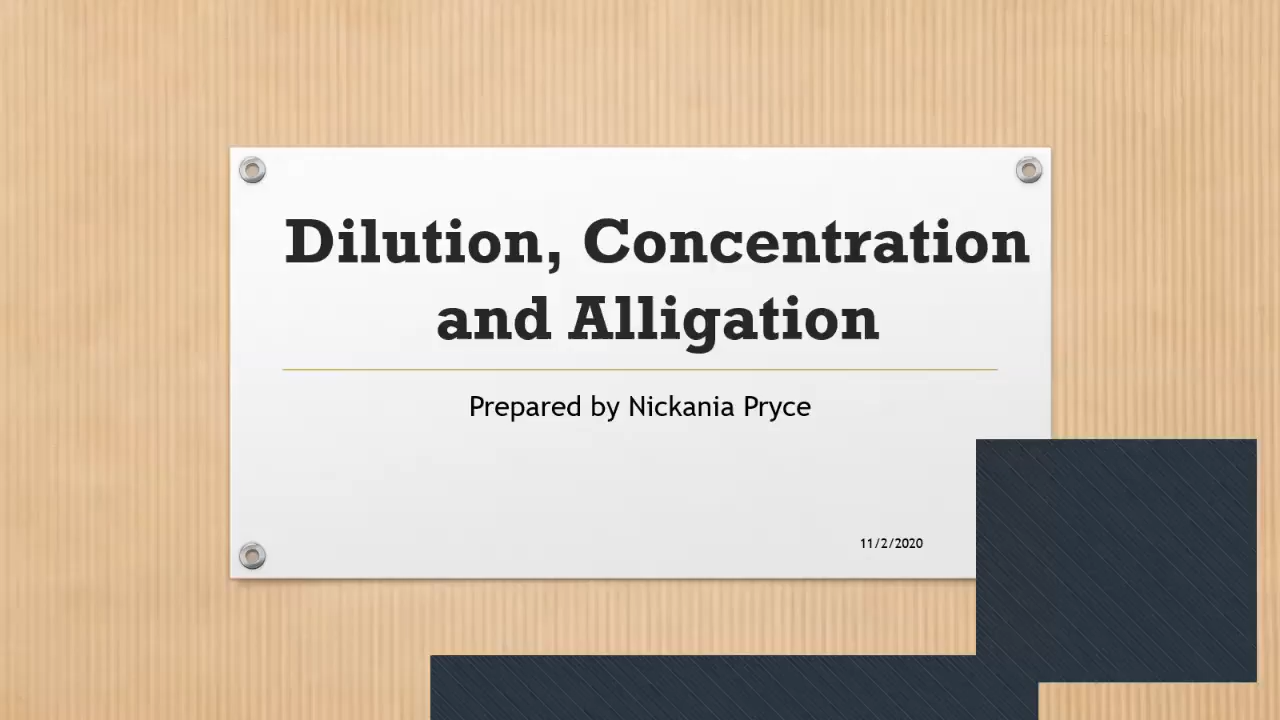 Dilution, Concentration
and Alligation
Prepared by Nickania Pryce
11/2/2020